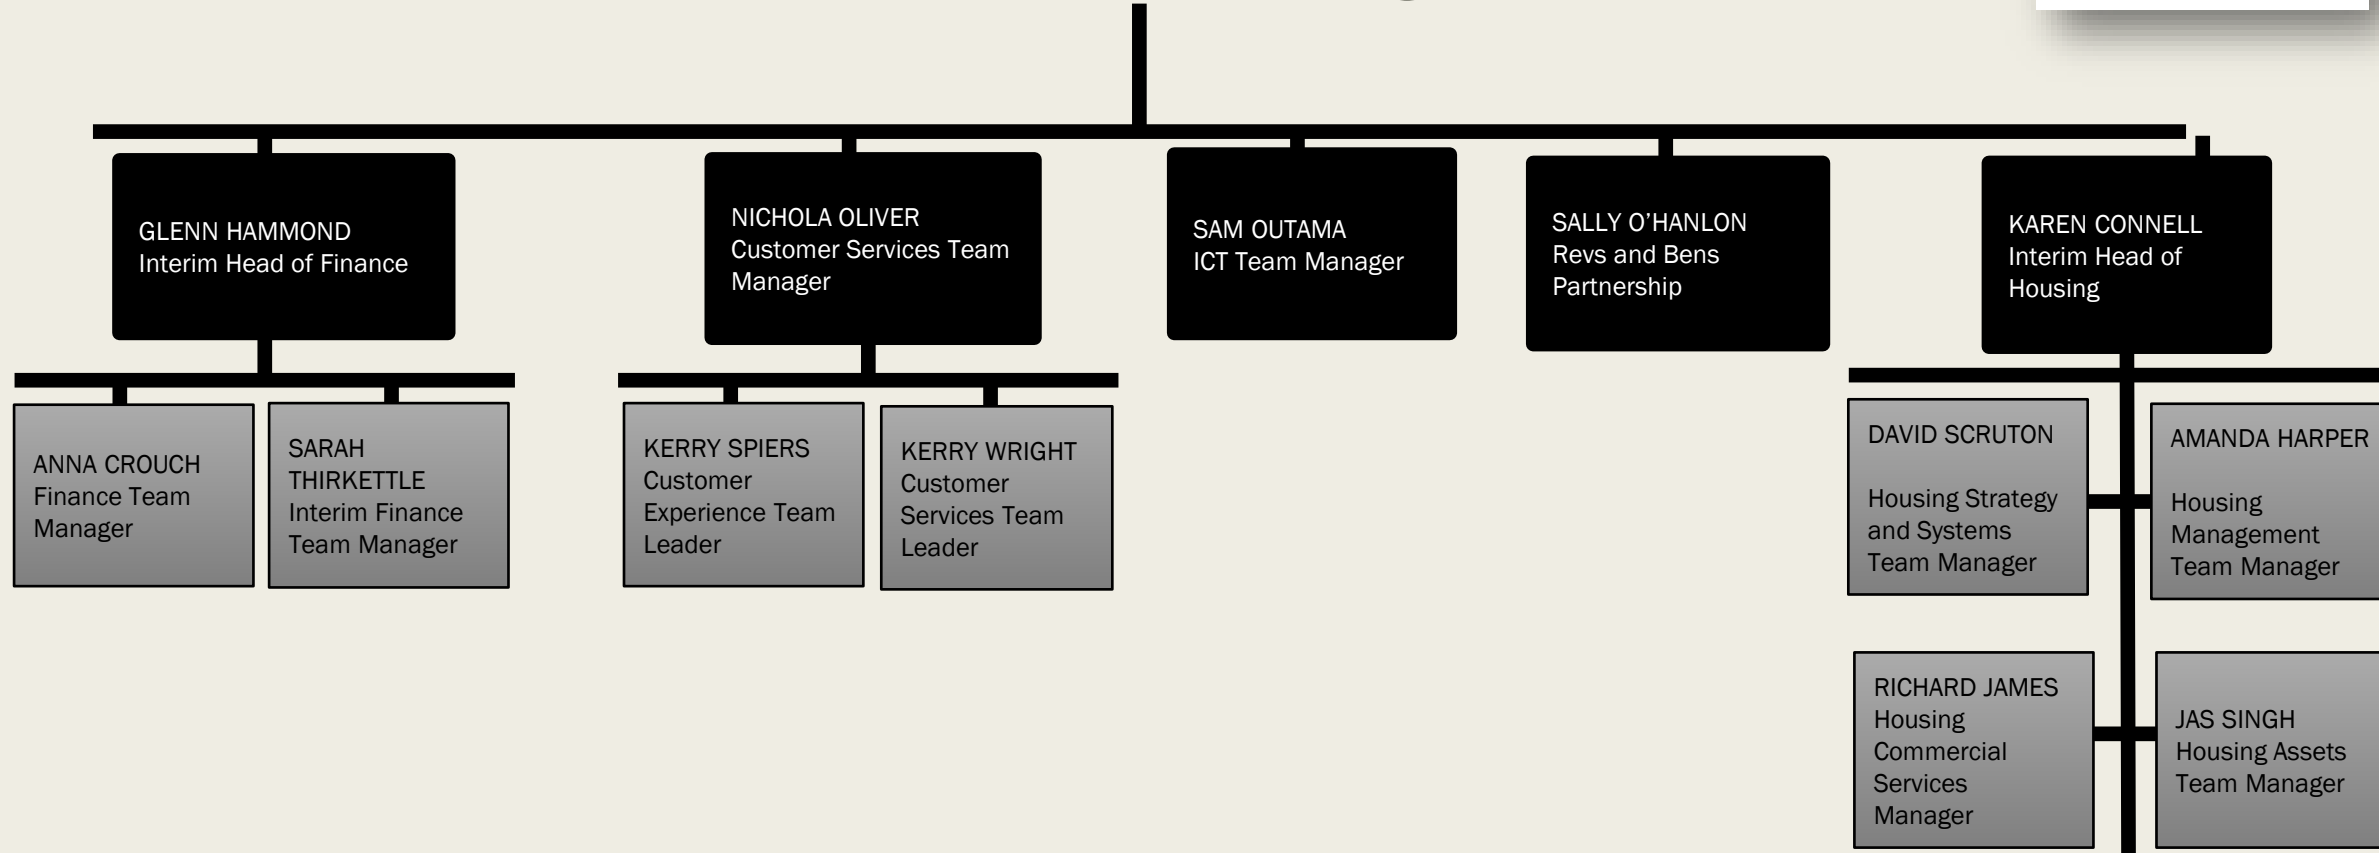 GLENN HAMMOND
Interim Head of Finance
NICHOLA OLIVER
Customer Services Team
Manager
SAM OUTAMA
ICT Team Manager
SALLY O’HANLON
Revs and Bens
Partnership
KAREN CONNELL
Interim Head of
Housing
ANNA CROUCH
Finance Team
Manager
SARAH
THIRKETTLE
Interim Finance
Team Manager
KERRY SPIERS
Customer
Experience Team
Leader
KERRY WRIGHT
Customer
Services Team
Leader
DAVID SCRUTON
Housing Strategy
and Systems
Team Manager
AMANDA HARPER
Housing
Management
Team Manager
RICHARD JAMES
Housing
Commercial
Services
Manager
JAS SINGH
Housing Assets
Team Manager